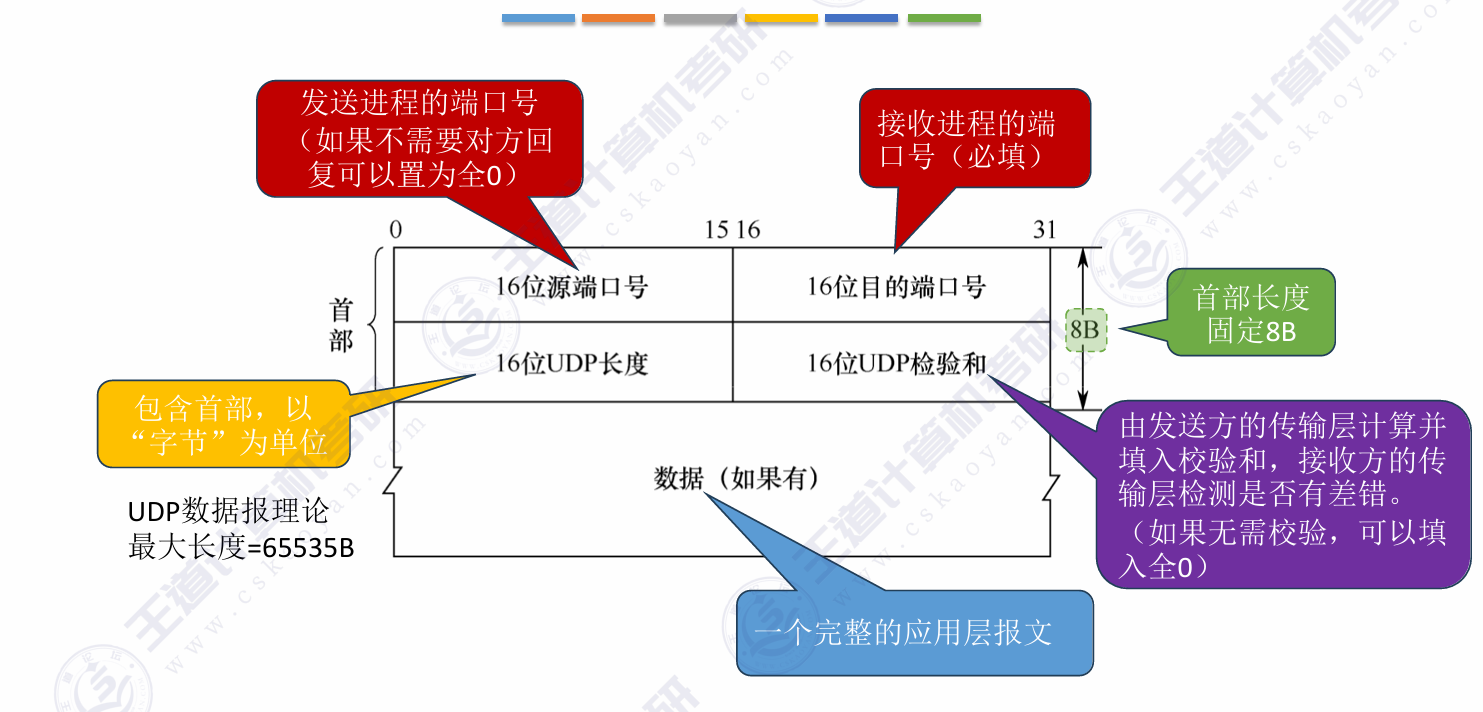 发送进程的端口号
（如果不需要对方回
复可以置为全0）
接收进程的端
口号（必填）
0
15 16
31
首
部
16位源端口号
16位目的端口号
8B
首部长度
固定8B
16位UDP长度
16位UDP检验和
包含首部，以
“字节”为单位
由发送方的传输层计算并
填入校验和，接收方的传
输层检测是否有差错。
（如果无需校验，可以填
入全0）
数据（如果有）
UDP数据报理论
最大长度=65535B
一个完整的应用层报文
王道计算机考研
www.cskaoyan.com